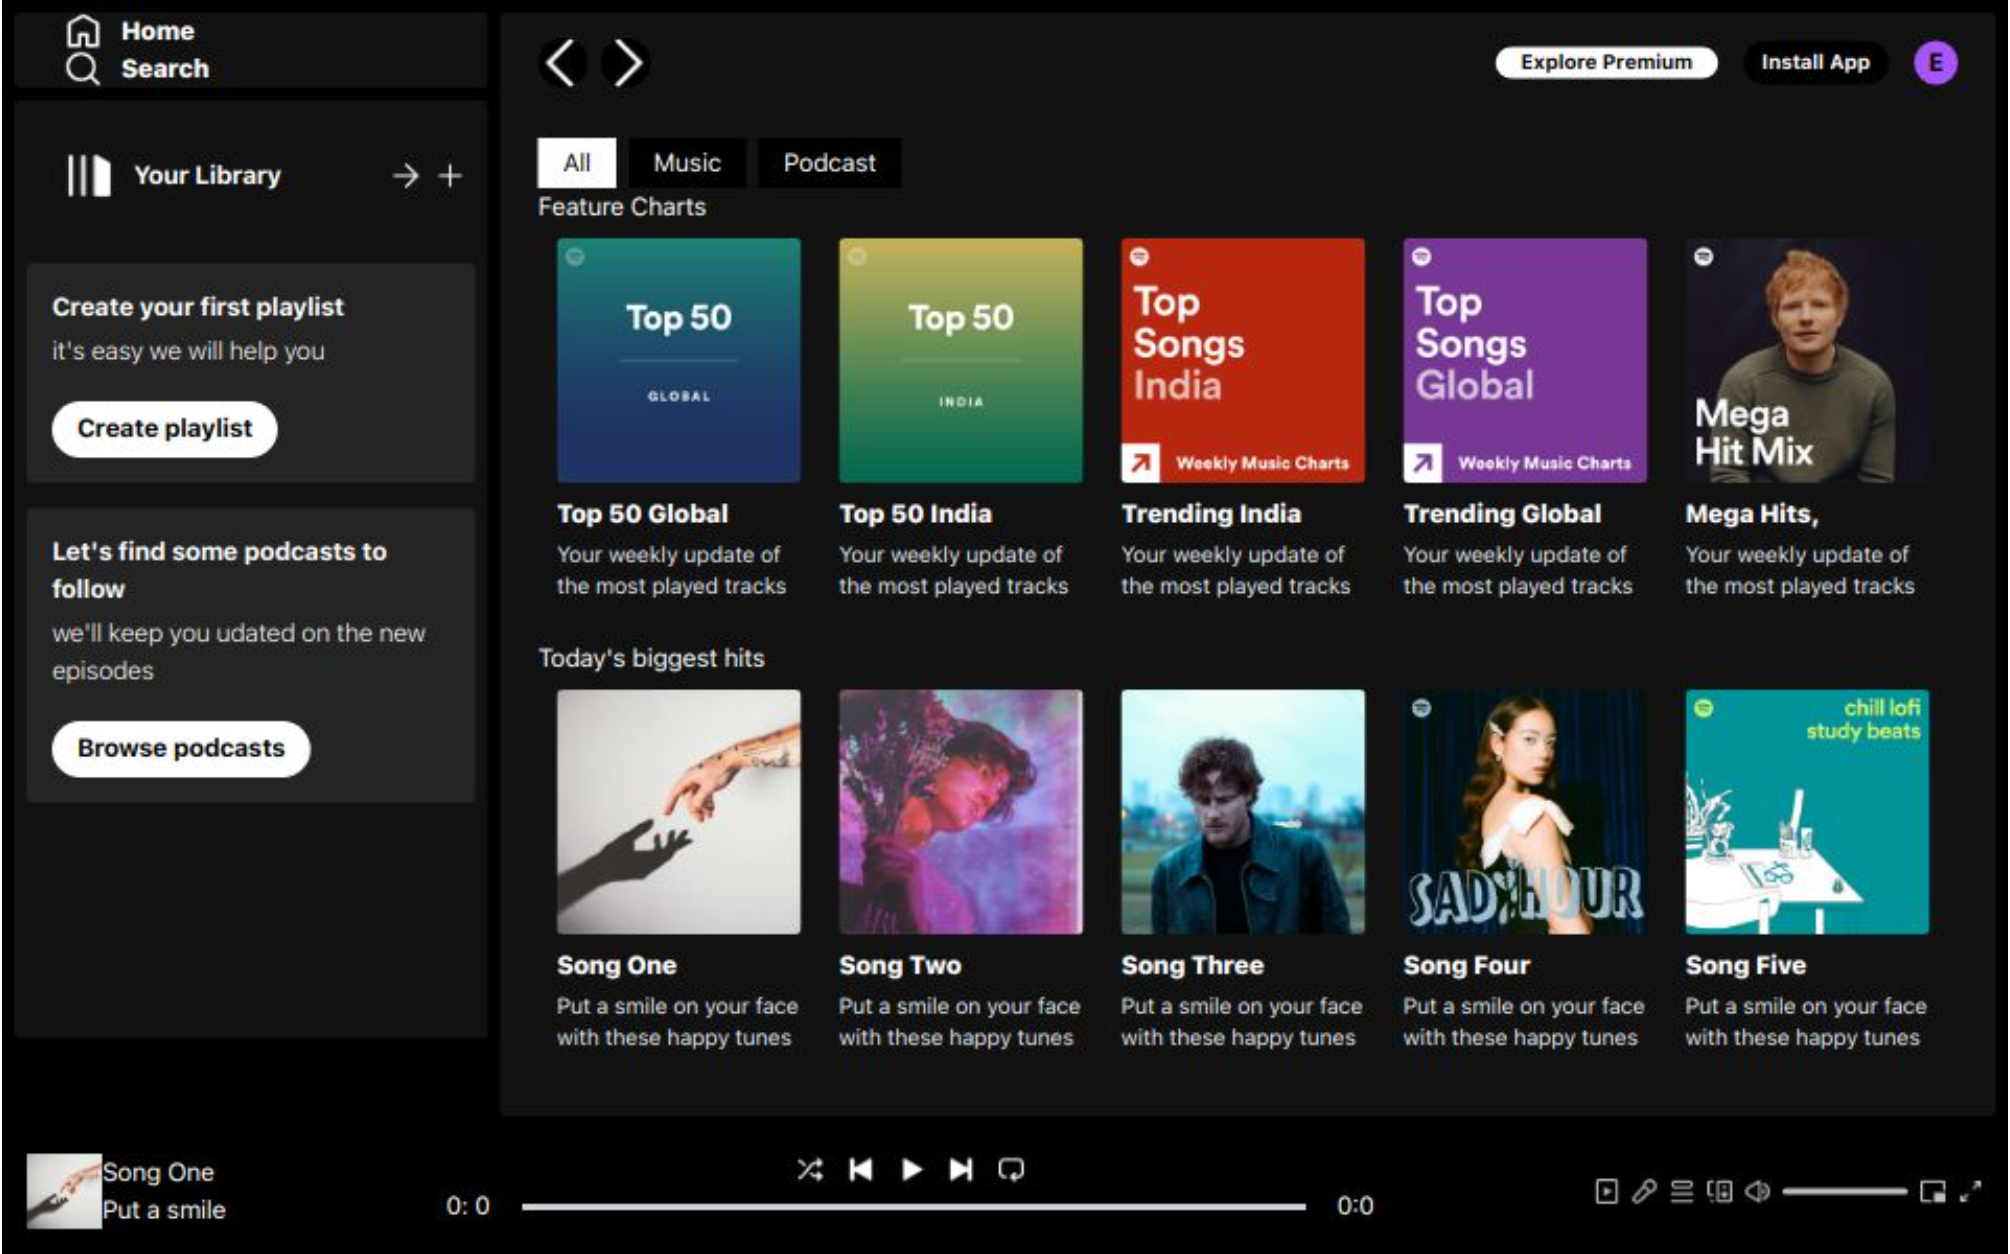 Home
Search
Your Library
Create your first playlist
it's easy we will help you
Create playlist
Let's find some podcasts to
follow
we'll keep you udated on the new
episodes
Browse podcasts
Explore Premium
Install App
E
All
Music
Podcast
Feature Charts
Top 50
GLOBAL
Top 50 Global
Your weekly update of
the most played tracks
Top 50
INDIA
Top 50 India
Your weekly update of
the most played tracks
Top
Songs
India
Weekly Music Charts
Trending India
Your weekly update of
the most played tracks
Top
Songs
Global
Weekly Music Charts
Trending Global
Your weekly update of
the most played tracks
Mega
Hit Mix
Mega Hits,
Your weekly update of
the most played tracks
Today's biggest hits
Song One
Put a smile on your face
with these happy tunes
Song Two
Put a smile on your face
with these happy tunes
Song Three
Put a smile on your face
with these happy tunes
SAD HOUR
Song Four
Put a smile on your face
with these happy tunes
chill lofi
study beats
Song Five
Put a smile on your face
with these happy tunes
Song One
Put a smile
0: 0
0:0